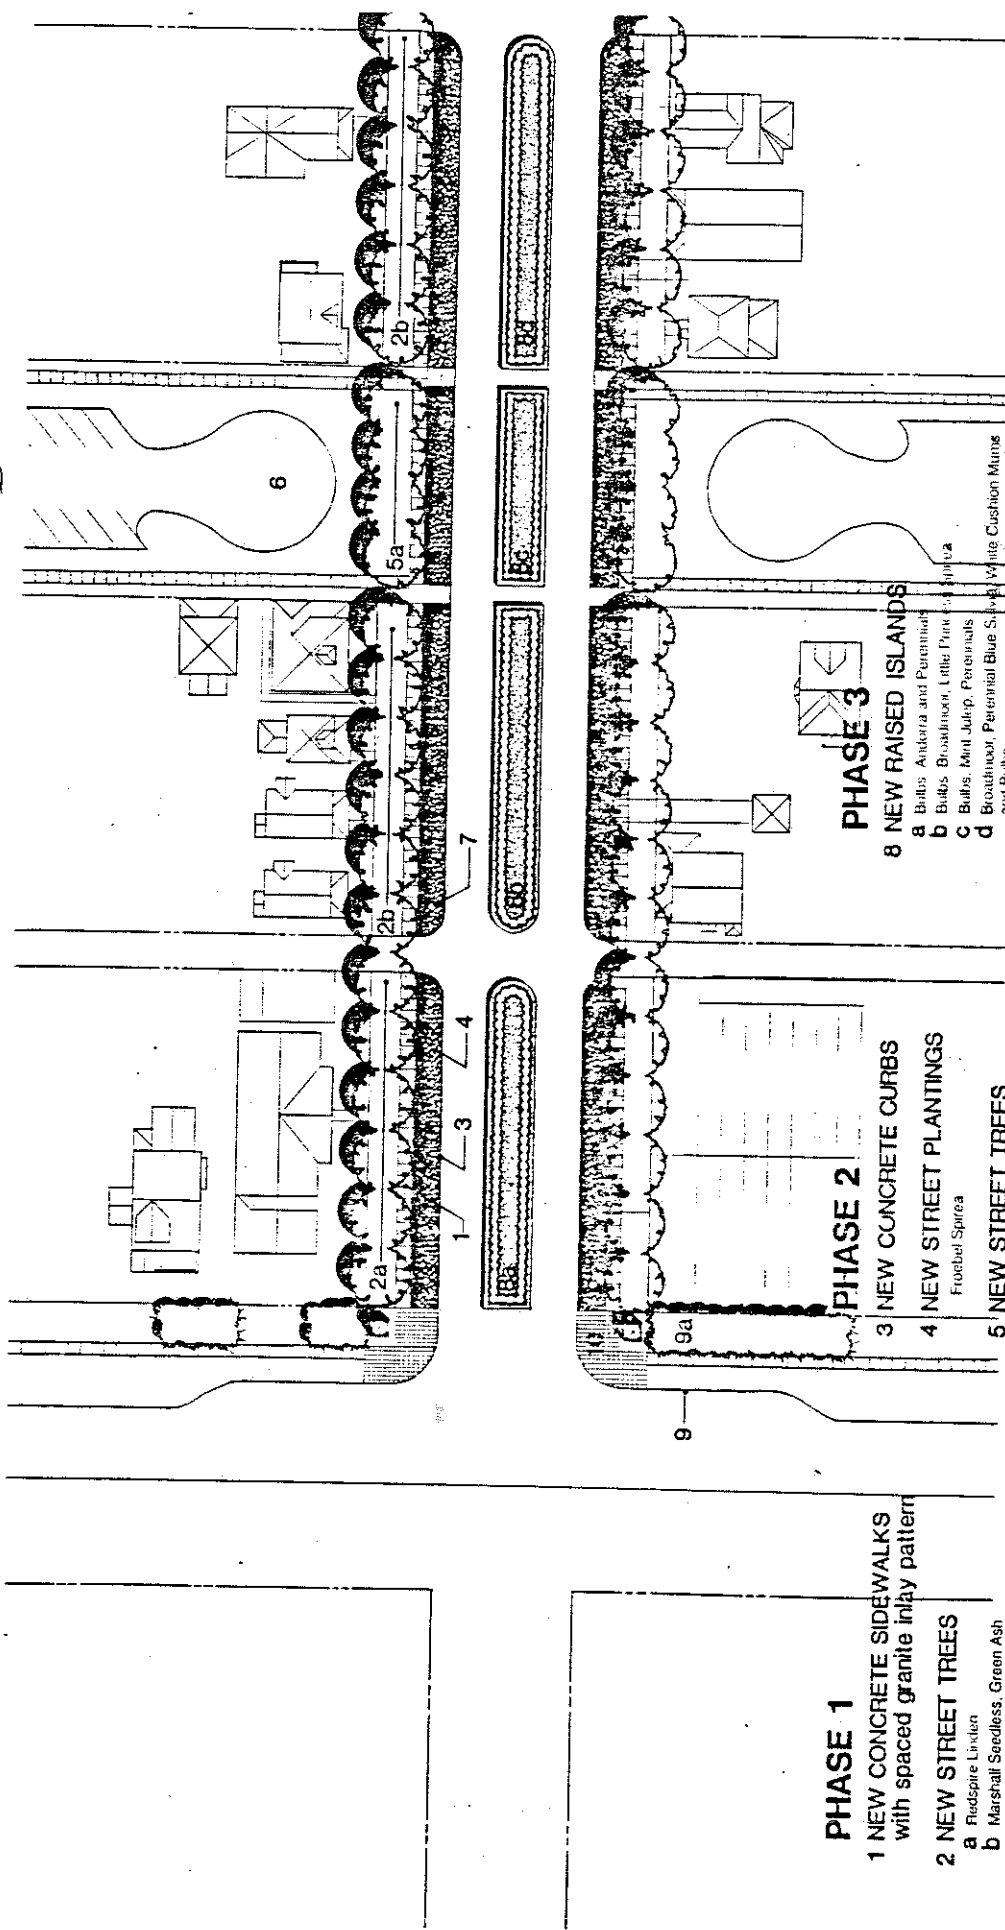 PHASE 1
1 NEW CONCRETE SIDEWALKS
with spaced granite inlay pattern
2 NEW STREET TREES
a Redspire Linden
b Marshall Seedless, Green Ash
PHASE 2
3 NEW CONCRETE CURBS
4 NEW STREET PLANTINGS
Froebel Spirea
5 NEW STREET TREES
PHASE 3
8 NEW RAISED ISLANDS
a Bulbs Andorra and Perennials
b Bulbs Broadmoor, Little Princess Spirea
c Bulbs, Mint Julep, Perennials
d Broadmoor, Perennial Blue Salvia, White Cushion Mums
and Bulbs
2a
2b
5a
2b
6
1
3
4
7
8a
8b
8c
8d
9
9a
10